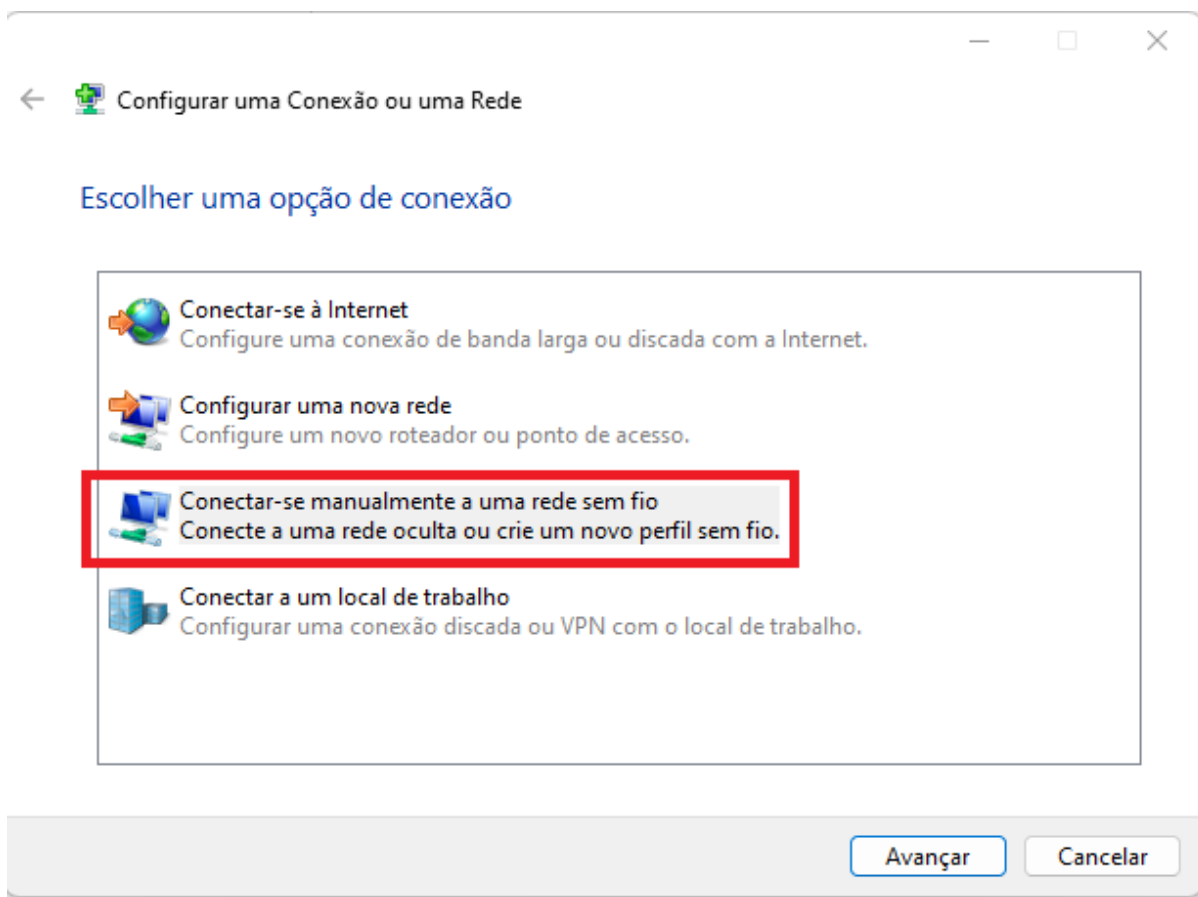 Configurar uma Conexão ou uma Rede
Escolher uma opção de conexão
Conectar-se à Internet
Configure uma conexão de banda larga ou discada com a Internet.
Configurar uma nova rede
Configure um novo roteador ou ponto de acesso.
Conectar-se manualmente a uma rede sem fio
Conecte a uma rede oculta ou crie um novo perfil sem fio.
Conectar a um local de trabalho
Configurar uma conexão discada ou VPN com o local de trabalho.
Avançar
Cancelar